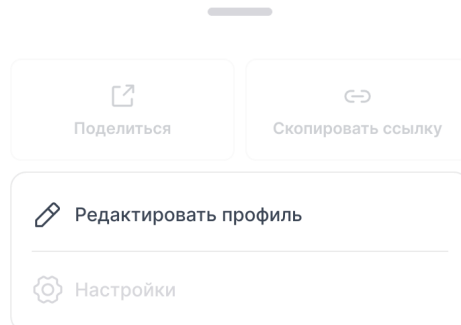 Поделиться
Скопировать ссылку
Редактировать профиль
Настройки